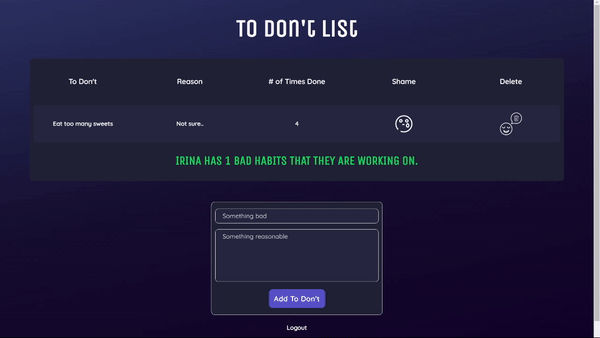 To Don't List
To Don't Reason # of Times Done Shame Delete
Eat too many sweets Not sure.. 4
IRINA HAS 1 BAD HABITS THAT THEY ARE WORKING ON.
Something bad
Something reasonable
Add To Don't
Logout